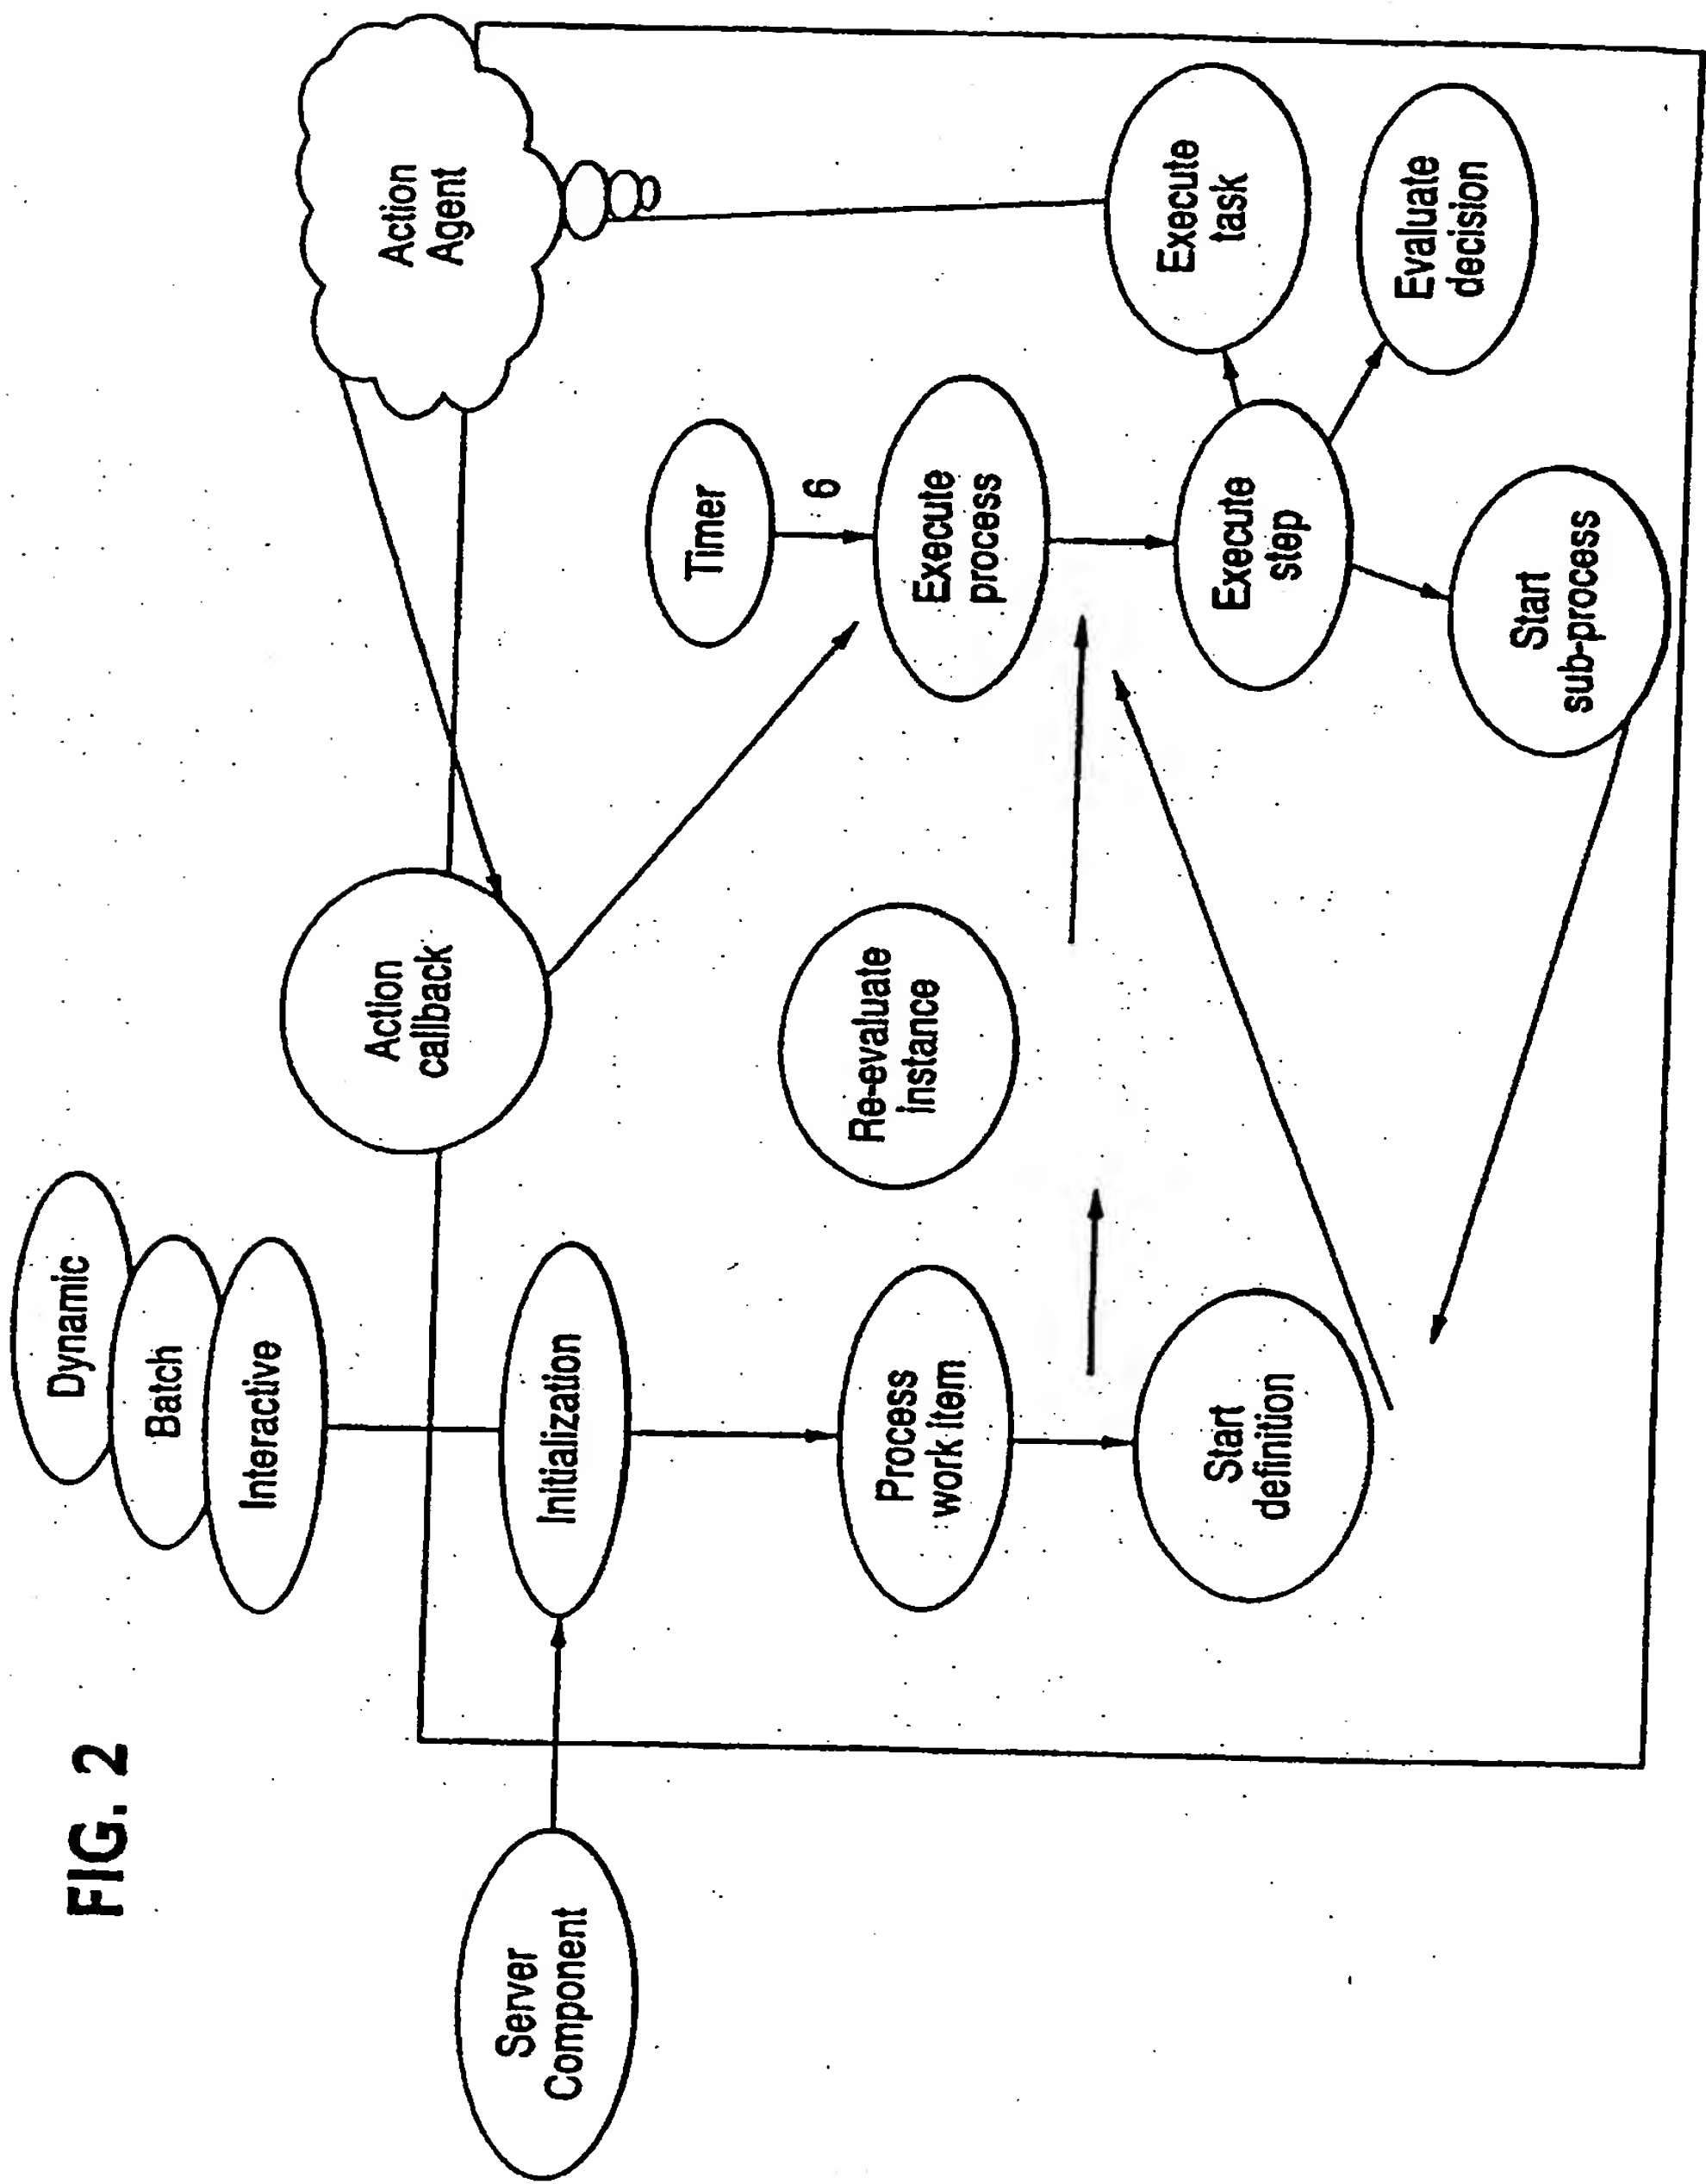 FIG. 2
Dynamic
Batch
Interactive
Action
callback
Action
Agent
Server
Component
Initialization
Timer
6
Process
work item
Re-evaluate
instance
Execute
process
Start
definition
Execute
step
Execute
task
Evaluate
decision
Start
sub-process